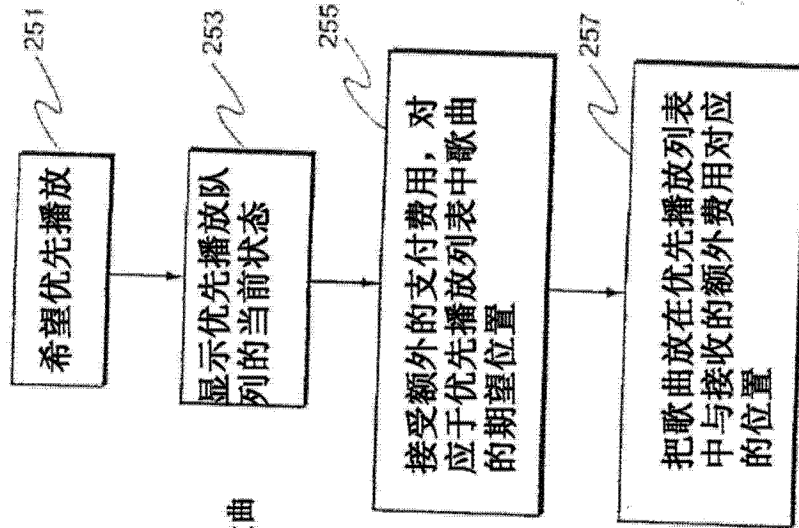 251
希望优先播放
253
显示优先播放队
列的当前状态
255
接受额外的支付费用，对
应于优先播放列表中歌曲
的期望位置
257
把歌曲放在优先播放列表
中与接收的额外费用对应
的位置
曲